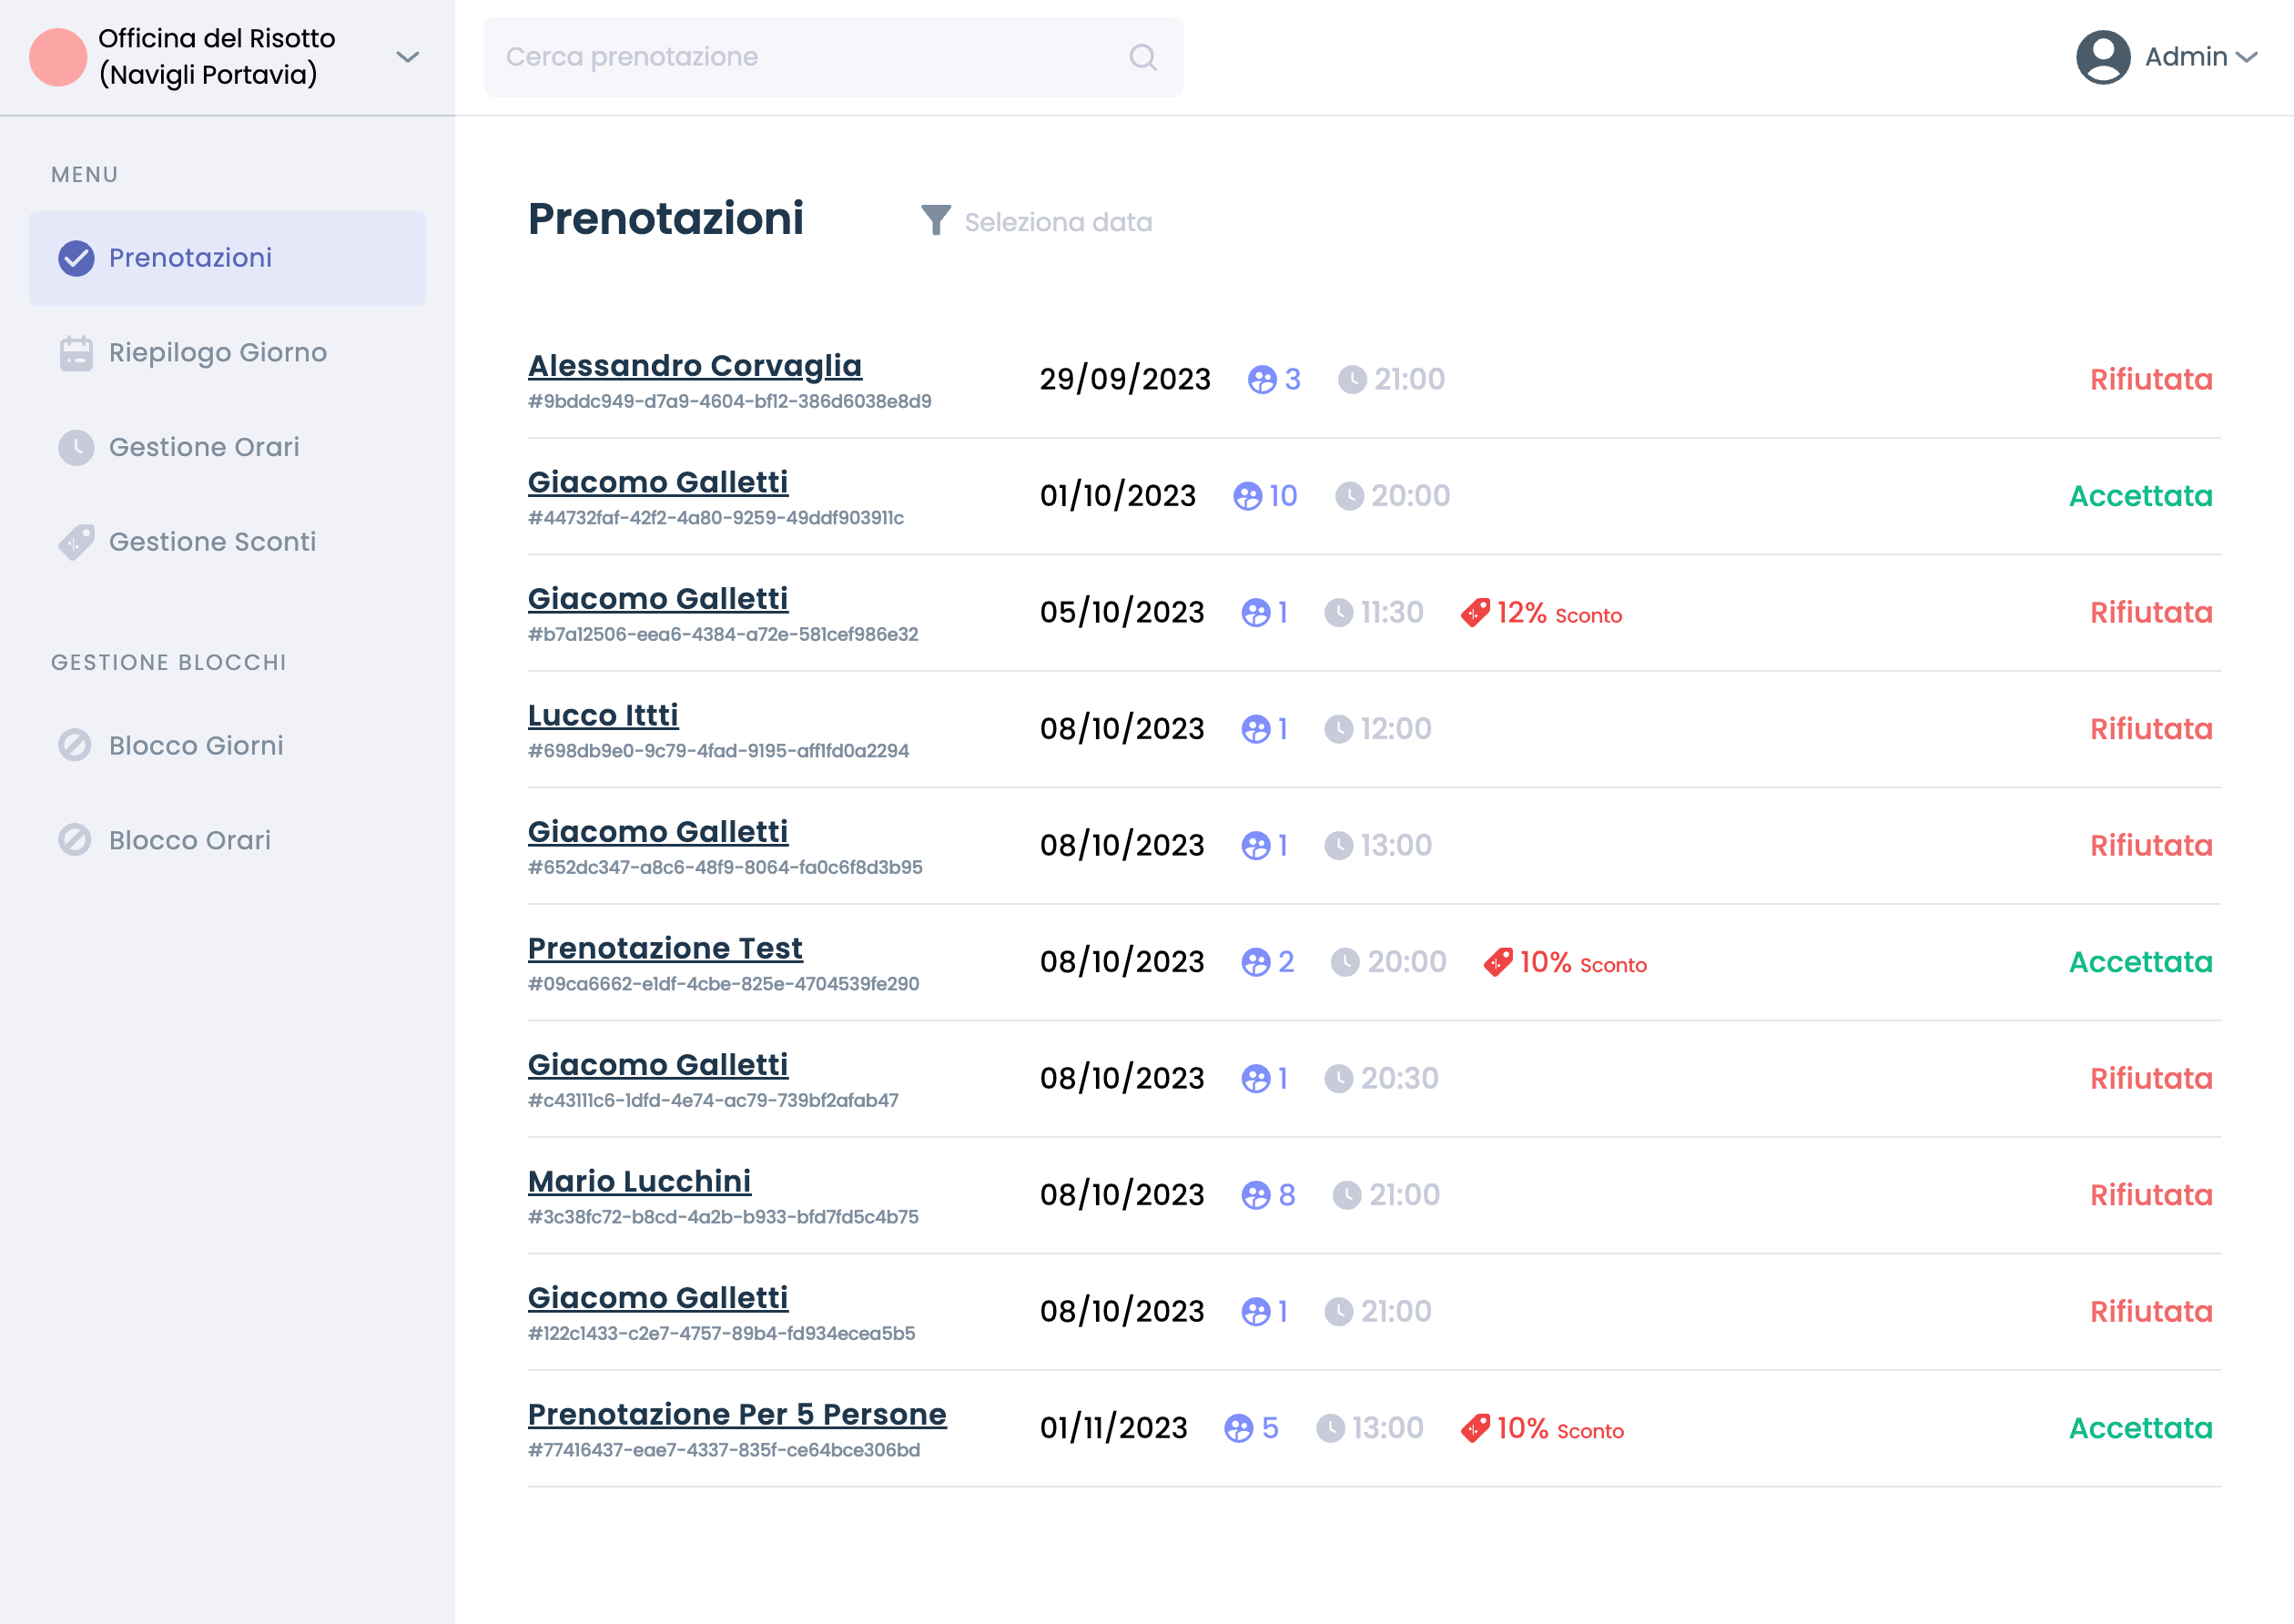 Officina del Risotto
(Navigli Portavia)
Cerca prenotazione
Admin
MENU
Prenotazioni
Riepilogo Giorno
Gestione Orari
Gestione Sconti
GESTIONE BLOCCHI
Blocco Giorni
Blocco Orari
Prenotazioni
Seleziona data
Alessandro Corvaglia
#9bddc949-d7a9-4604-bf12-386d6038e8d9
29/09/2023 3 21:00 Rifiutata
Giacomo Galletti
#44732faf-42f2-4a80-9259-49ddf903911c
01/10/2023 10 20:00 Accettata
Giacomo Galletti
#b7a12506-eea6-4384-a72e-581cef986e32
05/10/2023 1 11:30 12% Sconto Rifiutata
Lucco Ittti
#698db9e0-9c79-4fad-9195-aff1fd0a2294
08/10/2023 1 12:00 Rifiutata
Giacomo Galletti
#652dc347-a8c6-48f9-8064-fa0c6f8d3b95
08/10/2023 1 13:00 Rifiutata
Prenotazione Test
#09ca6662-e1df-4cbe-825e-4704539fe290
08/10/2023 2 20:00 10% Sconto Accettata
Giacomo Galletti
#c43111c6-1dfd-4e74-ac79-739bf2afab47
08/10/2023 1 20:30 Rifiutata
Mario Lucchini
#3c38fc72-b8cd-4a2b-b933-bfd7fd5c4b75
08/10/2023 8 21:00 Rifiutata
Giacomo Galletti
#122c1433-c2e7-4757-89b4-fd934ecea5b5
08/10/2023 1 21:00 Rifiutata
Prenotazione Per 5 Persone
#77416437-eae7-4337-835f-ce64bce306bd
01/11/2023 5 13:00 10% Sconto Accettata